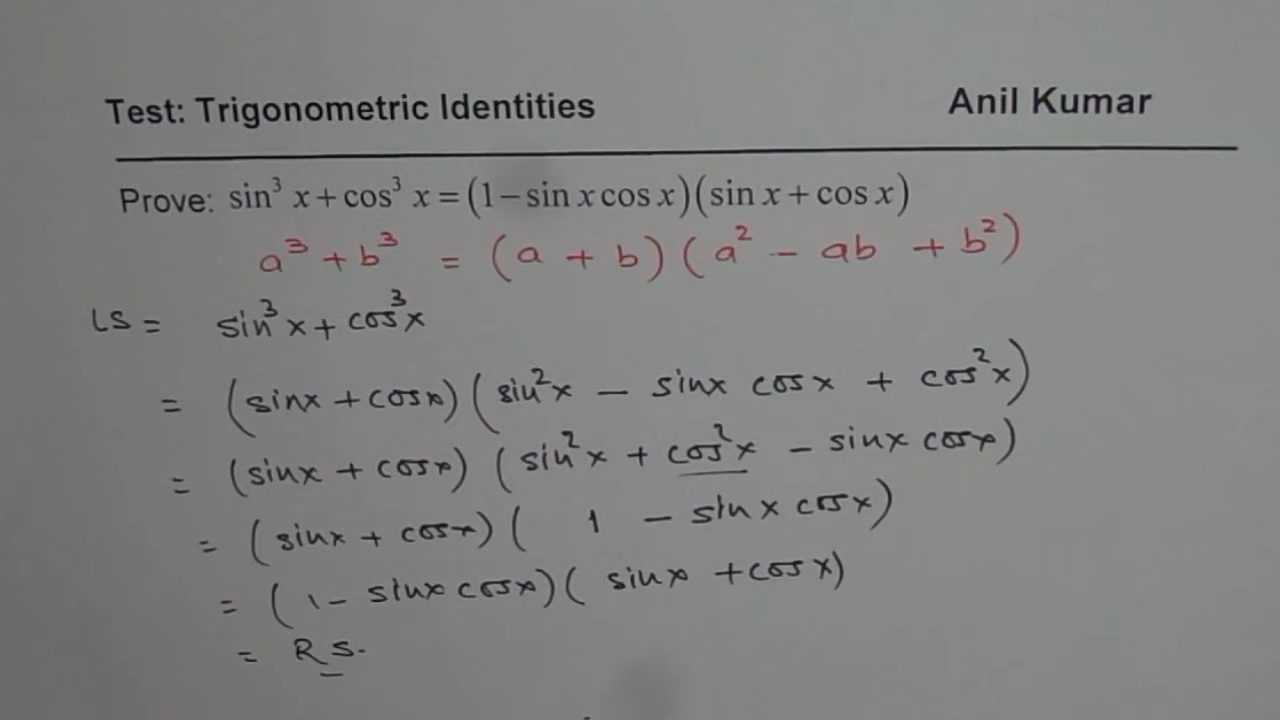 Test: Trigonometric Identities Anil Kumar
Prove: sin³ x + cos³ x = (1 − sin x cos x)(sin x + cos x)
a³ + b³ = (a + b)(a² − ab + b²)
LS = sin³x + cos³x
= (sinx + cosx)(sin²x − sinx cosx + cos²x)
= (sinx + cosx)(sin²x + cos²x − sinx cosx)
= (sinx + cosx)( 1 − sinx cosx)
= (1 − sinx cosx)(sinx + cosx)
= RS.